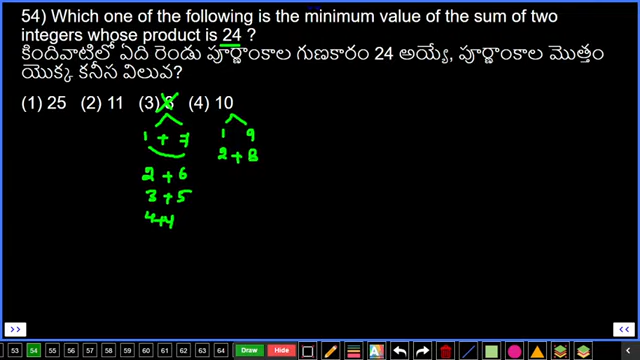 54) Which one of the following is the minimum value of the sum of two
integers whose product is 24 ?
కిందివాటిలో ఏది రెండు పూర్ణాంకాల గుణకారం 24 అయ్యే, పూర్ణాంకాల మొత్తం
యొక్క కనీస విలువ?
(1) 25 (2) 11 (3) 8 (4) 10
1 + 7
1 9
2 + 6
2 + 8
3 + 5
4+4
>> 53 54 55 56 57 58 59 60 61 62 63 64 Draw Hide >>